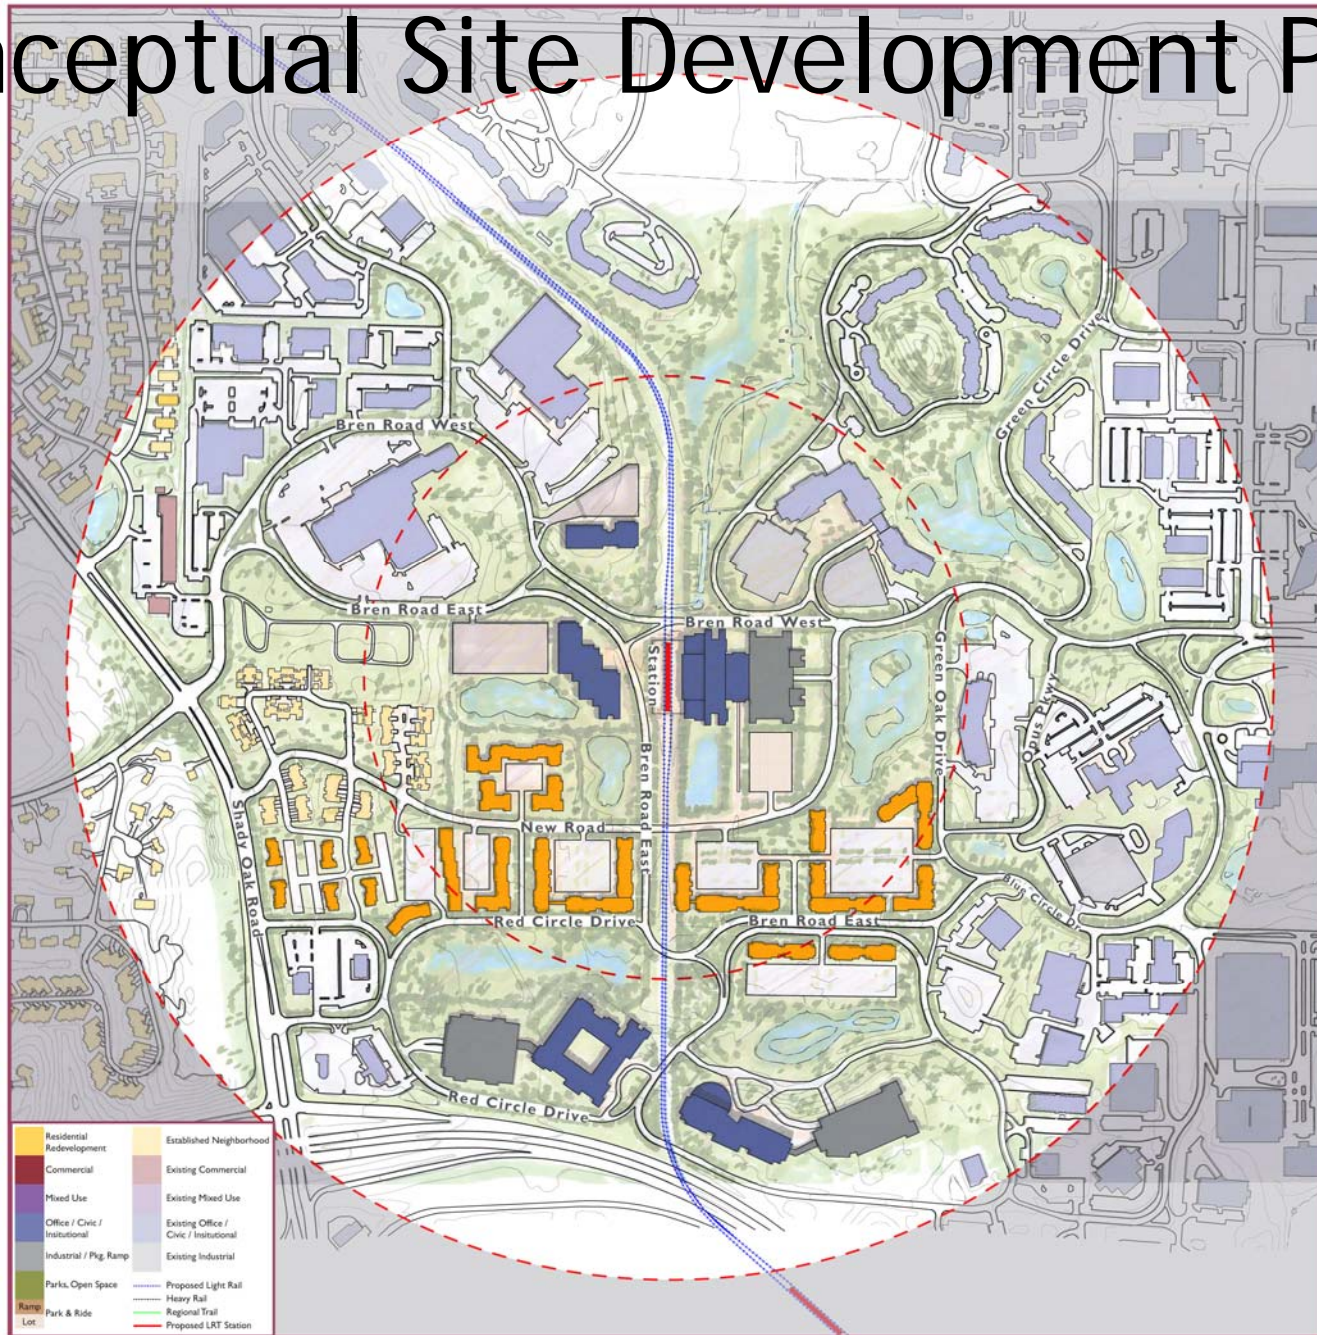 ceptual Site Development P
Green Circle Drive
Bren Road West
Bren Road East
Bren Road West
Station
Green Oak Drive
Opus Pkwy
Bren Road East
Shady Oak Road
New Road
Blue Circle D
Red Circle Drive
Bren Road East
Red Circle Drive
Residential
Redevelopment
Established Neighborhood
Commercial
Existing Commercial
Mixed Use
Existing Mixed Use
Office / Civic /
Insitutional
Existing Office /
Civic / Insitutional
Industrial / Pkg. Ramp
Existing Industrial
Parks, Open Space
Proposed Light Rail
Heavy Rail
Ramp
Park & Ride
Regional Trail
Lot
Proposed LRT Station